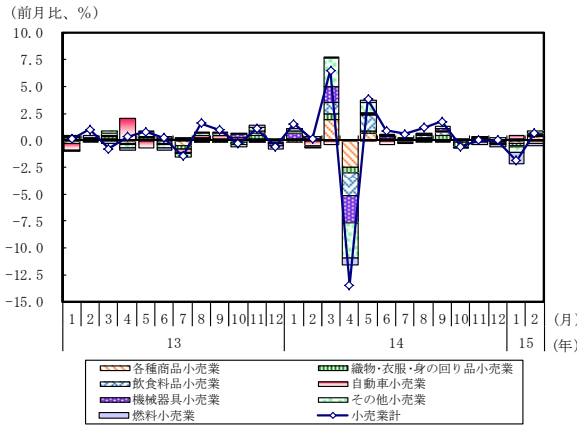 (前月比、%)
10.0
7.5
5.0
2.5
0.0
-2.5
-5.0
-7.5
-10.0
-12.5
-15.0
1 2 3 4 5 6 7 8 9 10 11 12 1 2 3 4 5 6 7 8 9 10 11 12 1 2 (月)
13 14 15 (年)
各種商品小売業 織物・衣服・身の回り品小売業
飲食料品小売業 自動車小売業
機械器具小売業 その他小売業
燃料小売業 小売業計